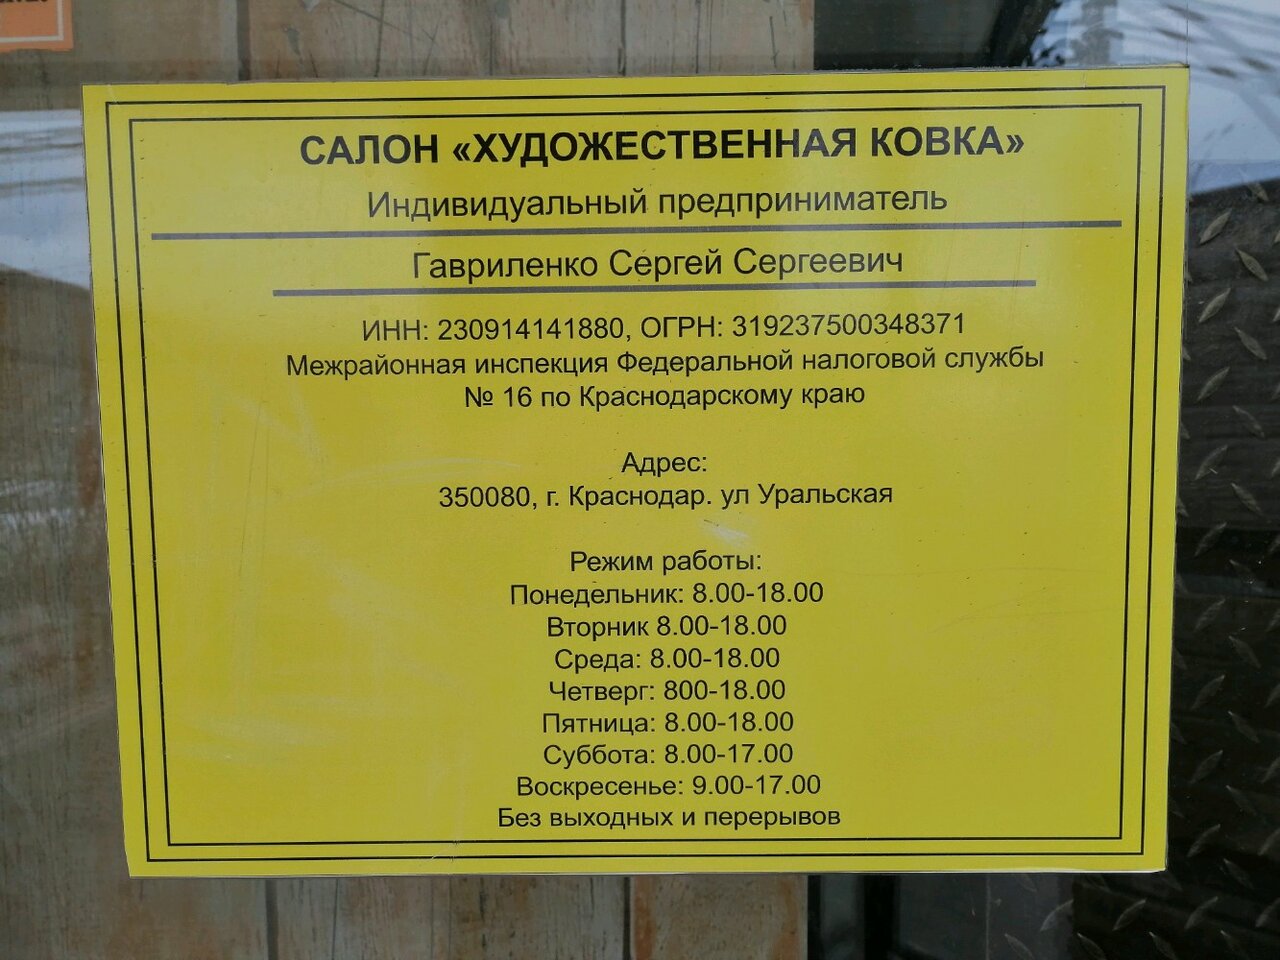 САЛОН «ХУДОЖЕСТВЕННАЯ КОВКА»
Индивидуальный предприниматель
Гавриленко Сергей Сергеевич
ИНН: 230914141880, ОГРН: 319237500348371
Межрайонная инспекция Федеральной налоговой службы
№ 16 по Краснодарскому краю
Адрес:
350080, г. Краснодар. ул Уральская
Режим работы:
Понедельник: 8.00-18.00
Вторник 8.00-18.00
Среда: 8.00-18.00
Четверг: 800-18.00
Пятница: 8.00-18.00
Суббота: 8.00-17.00
Воскресенье: 9.00-17.00
Без выходных и перерывов